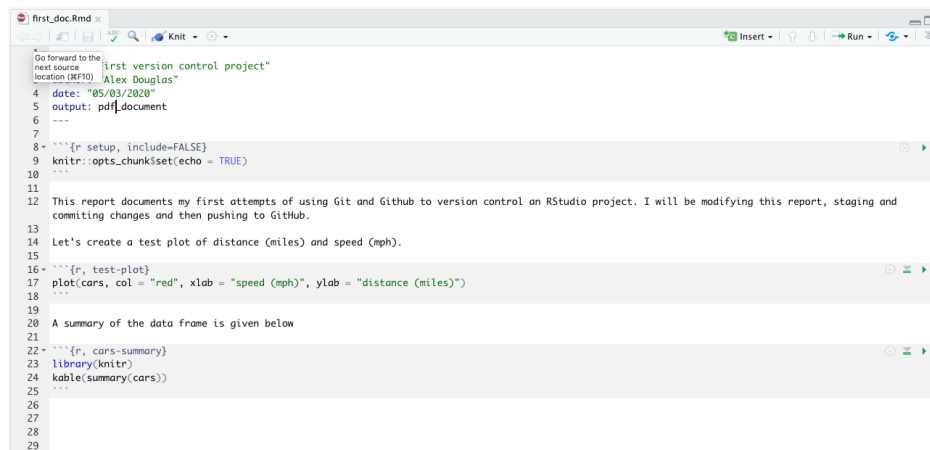 first_doc.Rmd
ABC Knit Insert Run
1
Go forward to the
next source
location (⌘F10)
irst version control project"
3 "Alex Douglas"
4 date: "05/03/2020"
5 output: pdf_document
6 ---
7
8 ```{r setup, include=FALSE}
9 knitr::opts_chunk$set(echo = TRUE)
10 ```
11
12 This report documents my first attempts of using Git and Github to version control an RStudio project. I will be modifying this report, staging and
commiting changes and then pushing to GitHub.
13
14 Let's create a test plot of distance (miles) and speed (mph).
15
16 ```{r, test-plot}
17 plot(cars, col = "red", xlab = "speed (mph)", ylab = "distance (miles)")
18 ```
19
20 A summary of the data frame is given below
21
22 ```{r, cars-summary}
23 library(knitr)
24 kable(summary(cars))
25 ```
26
27
28
29